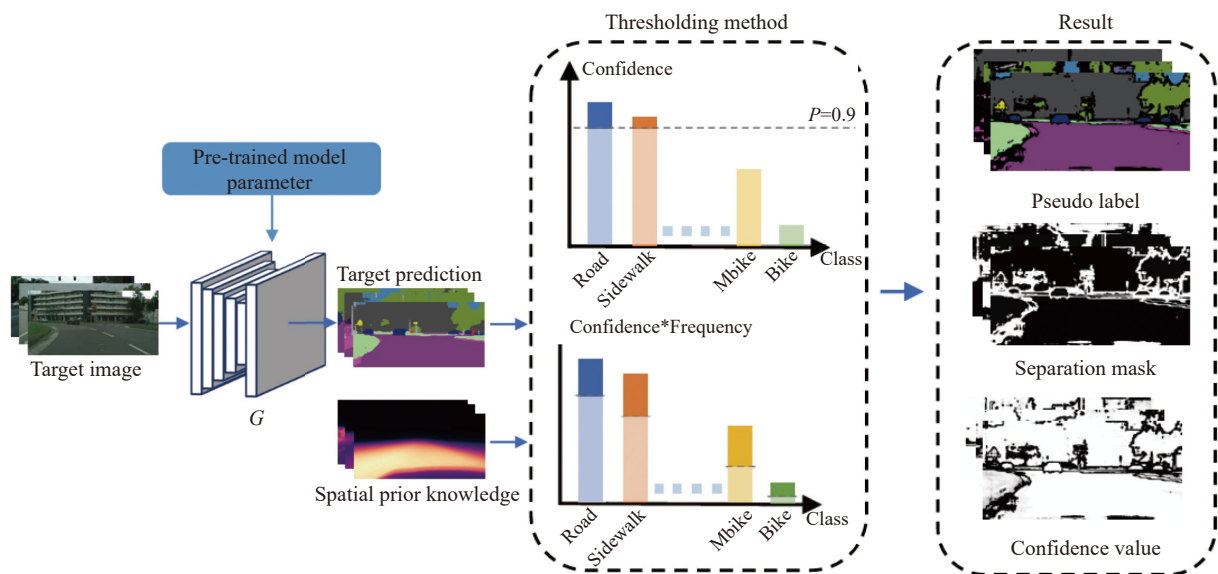 Thresholding method
Result
Confidence
P=0.9
Pre-trained model
parameter
Pseudo label
Road
Sidewalk
Mbike
Bike
Class
Target prediction
Target image
G
Confidence*Frequency
Separation mask
Spatial prior knowledge
Road
Sidewalk
Mbike
Bike
Class
Confidence value